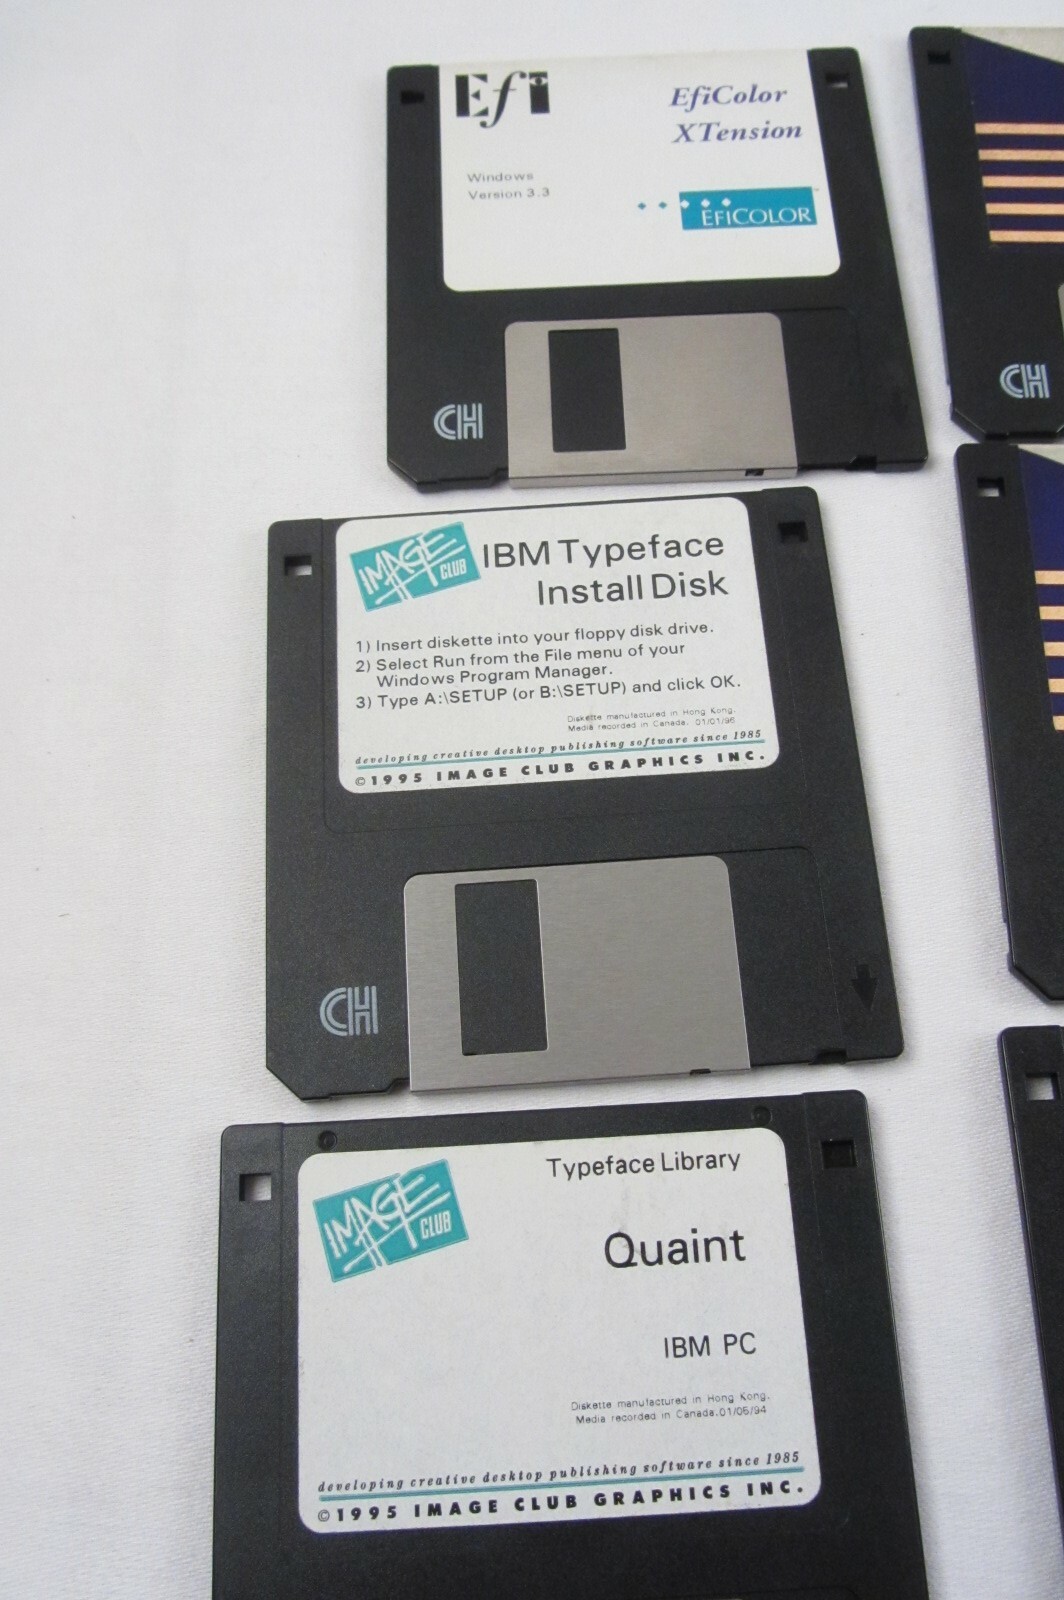 Efi
EfiColor
XTension
Windows
Version 3.3
EFICOLOR
CH
CH
IMAGE
CLUB
IBM Typeface
Install Disk
1) Insert diskette into your floppy disk drive.
2) Select Run from the File menu of your
Windows Program Manager.
3) Type A:\SETUP (or B:\SETUP) and click OK.
Diskette manufactured in Hong Kong.
Media recorded in Canada. 01/01/96
developing creative desktop publishing software since 1985
©1995 IMAGE CLUB GRAPHICS INC.
CH
IMAGE
CLUB
Typeface Library
Quaint
IBM PC
Diskette manufactured in Hong Kong.
Media recorded in Canada.01/06/94
developing creative desktop publishing software since 1985
©1995 IMAGE CLUB GRAPHICS INC.